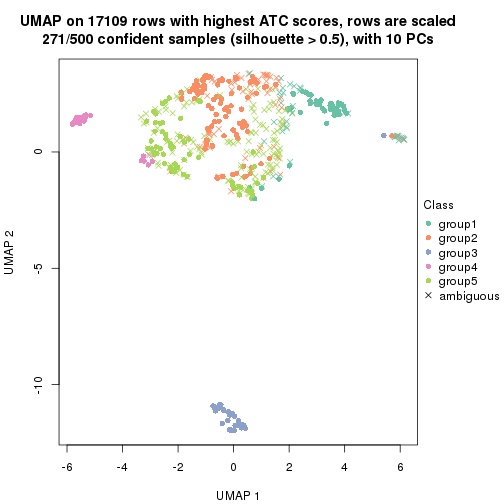 UMAP on 17109 rows with highest ATC scores, rows are scaled
271/500 confident samples (silhouette > 0.5), with 10 PCs
0
-5
-10
UMAP 2
-6
-4
-2
0
2
4
6
UMAP 1
Class
group1
group2
group3
group4
group5
ambiguous